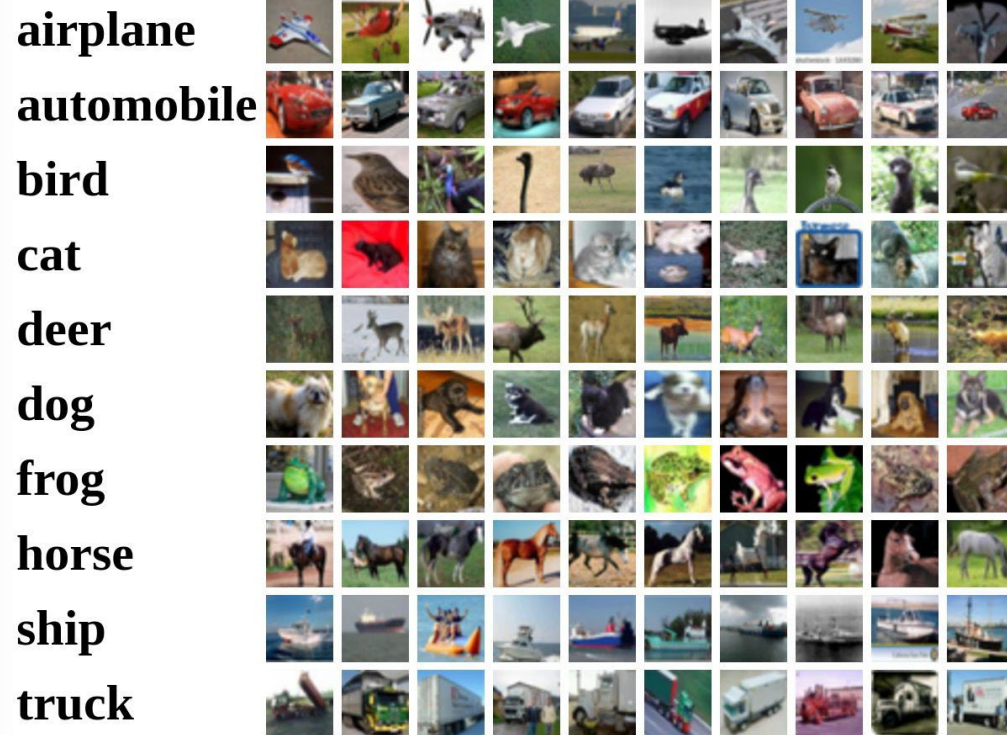 airplane
automobile
bird
cat
deer
dog
frog
horse
ship
truck